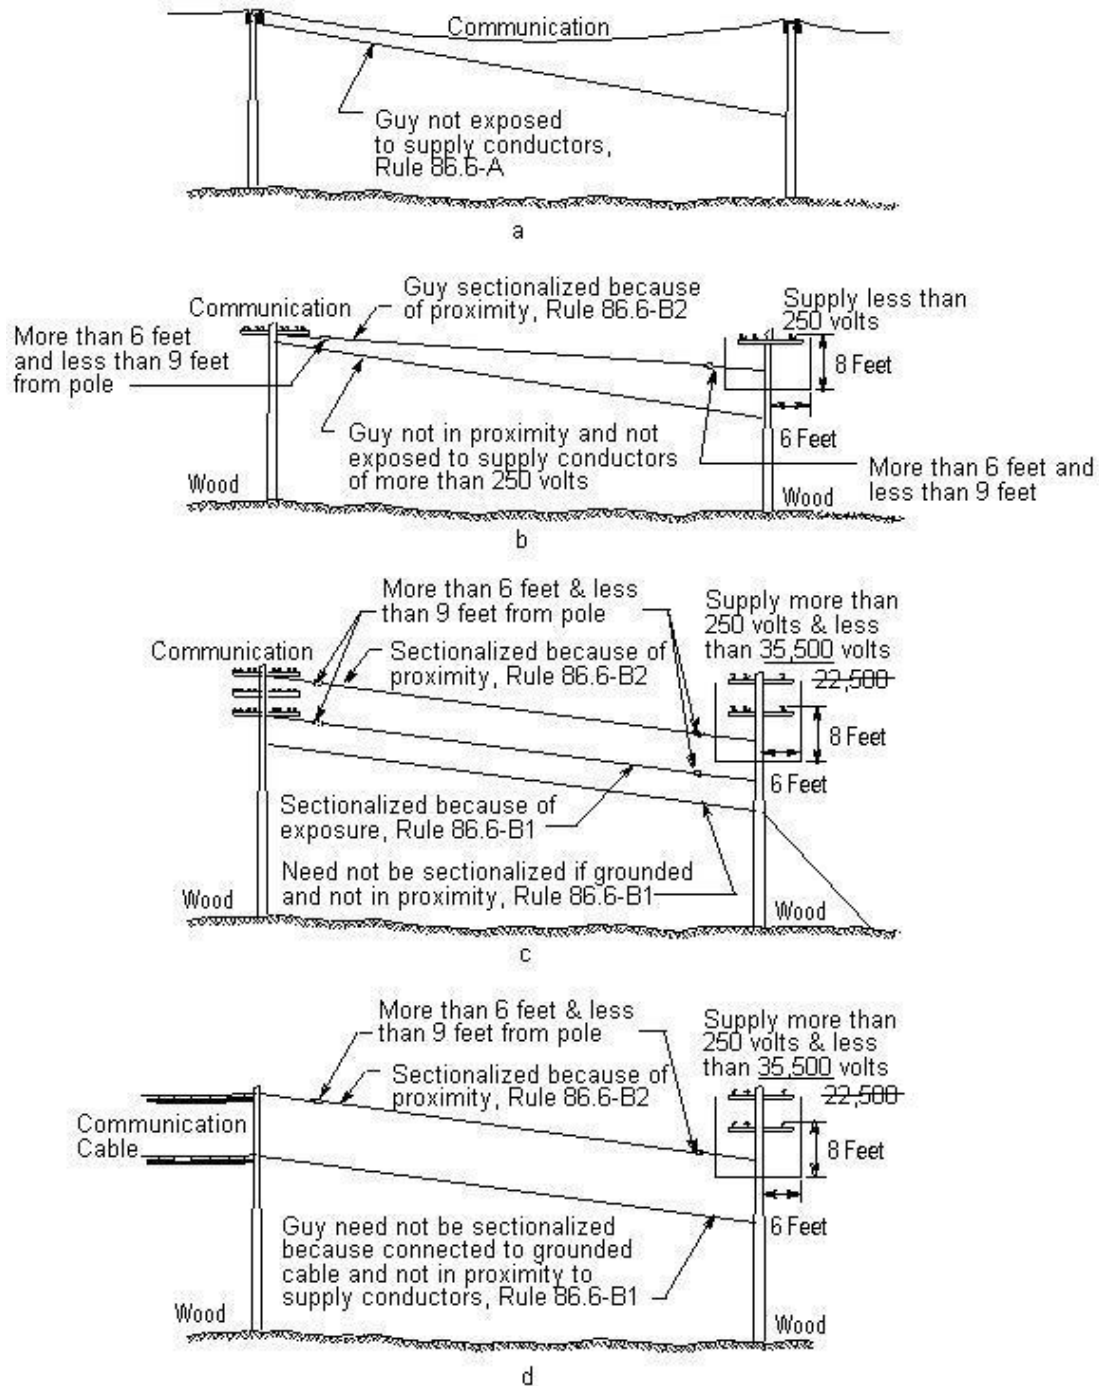 Communication
Guy not exposed
to supply conductors,
Rule 86.6-A
a
Communication
Guy sectionalized because
of proximity, Rule 86.6-B2
Supply less than
250 volts
More than 6 feet
and less than 9 feet
from pole
8 Feet
6 Feet
Guy not in proximity and not
exposed to supply conductors
of more than 250 volts
More than 6 feet and
less than 9 feet
Wood
Wood
b
More than 6 feet & less
than 9 feet from pole
Supply more than
250 volts & less
than 35,500 volts
22,500
Communication
Sectionalized because of
proximity, Rule 86.6-B2
8 Feet
6 Feet
Sectionalized because of
exposure, Rule 86.6-B1
Need not be sectionalized if grounded
and not in proximity, Rule 86.6-B1
Wood
Wood
c
More than 6 feet & less
than 9 feet from pole
Supply more than
250 volts & less
than 35,500 volts
22,500
Sectionalized because of
proximity, Rule 86.6-B2
Communication
Cable
8 Feet
6 Feet
Guy need not be sectionalized
because connected to grounded
cable and not in proximity to
supply conductors, Rule 86.6-B1
Wood
Wood
d